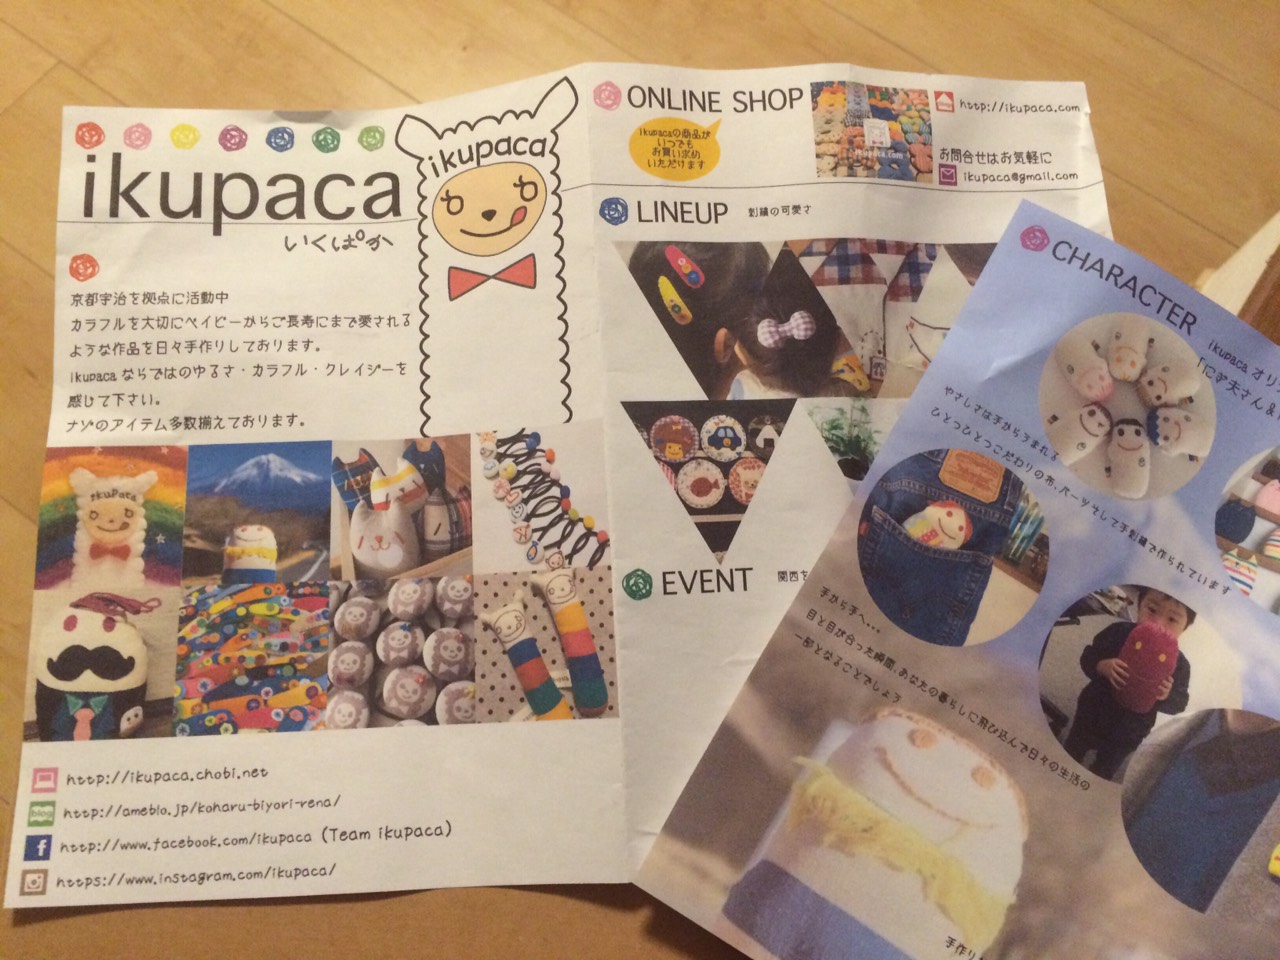 ikupaca
いくぱか
ikupaca
京都宇治を拠点に活動中
カラフルを大切にベイビーからご長寿にまで愛される
ような作品を日々手作りしております。
ikupacaならではのゆるさ・カラフル・クレイジーを
感じて下さい。
ナゾのアイテム多数揃えております。
ikupaca
http://ikupaca.chobi.net
blog
http://ameblo.jp/koharu-biyori-rena/
http://www.facebook.com/ikupaca (Team ikupaca)
https://www.instagram.com/ikupaca/
ONLINE SHOP
ikupacaの商品が
いつでも
お買い求め
いただけます
http://ikupaca.com
お問合せはお気軽に
ikupaca@gmail.com
LINEUP 刺繍の可愛さ
EVENT 関西を
CHARACTER
ikupaca オリ
やさしさは手からうまれる
ひとつひとつこだわりの布、パーツそして手刺繍で作られています
手から手へ...
目と目が合った瞬間、あなたの暮らしに飛び込んで日々の生活の
一部となることでしょう
手作り